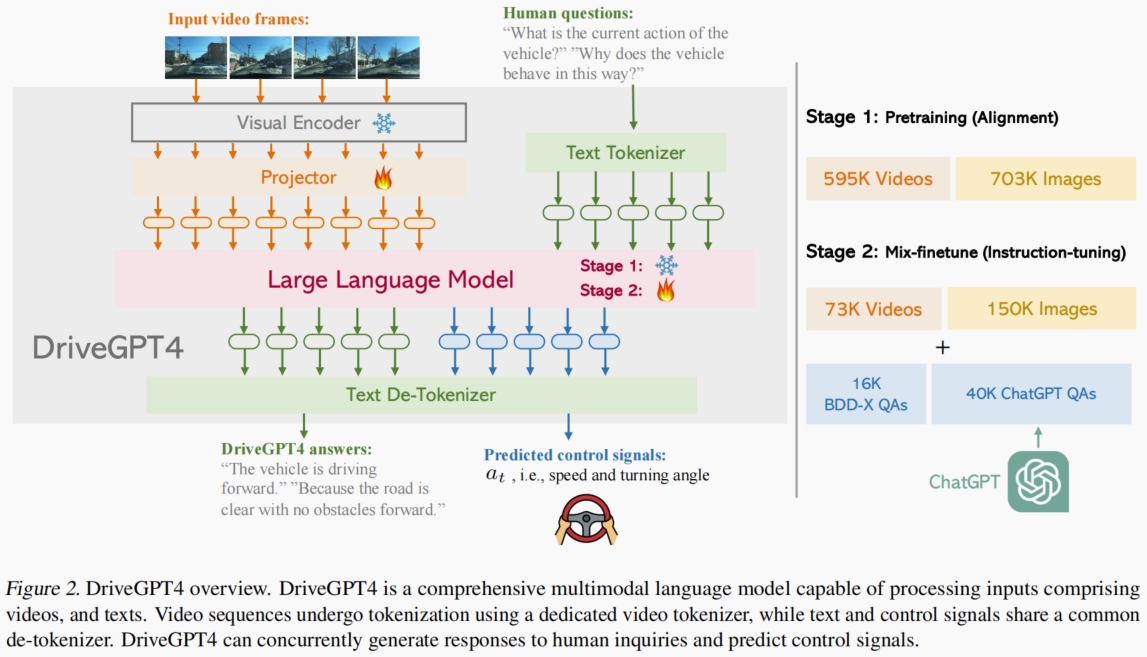 Input video frames:
Human questions:
“What is the current action of the
vehicle?” ”Why does the vehicle
behave in this way?”
Visual Encoder
Text Tokenizer
Projector
Large Language Model
Stage 1:
Stage 2:
DriveGPT4
Text De-Tokenizer
DriveGPT4 answers:
“The vehicle is driving
forward.” ”Because the road is
clear with no obstacles forward.”
Predicted control signals:
a_t , i.e., speed and turning angle
Stage 1: Pretraining (Alignment)
595K Videos
703K Images
Stage 2: Mix-finetune (Instruction-tuning)
73K Videos
150K Images
+
16K
BDD-X QAs
40K ChatGPT QAs
ChatGPT
Figure 2. DriveGPT4 overview. DriveGPT4 is a comprehensive multimodal language model capable of processing inputs comprising
videos, and texts. Video sequences undergo tokenization using a dedicated video tokenizer, while text and control signals share a common
de-tokenizer. DriveGPT4 can concurrently generate responses to human inquiries and predict control signals.